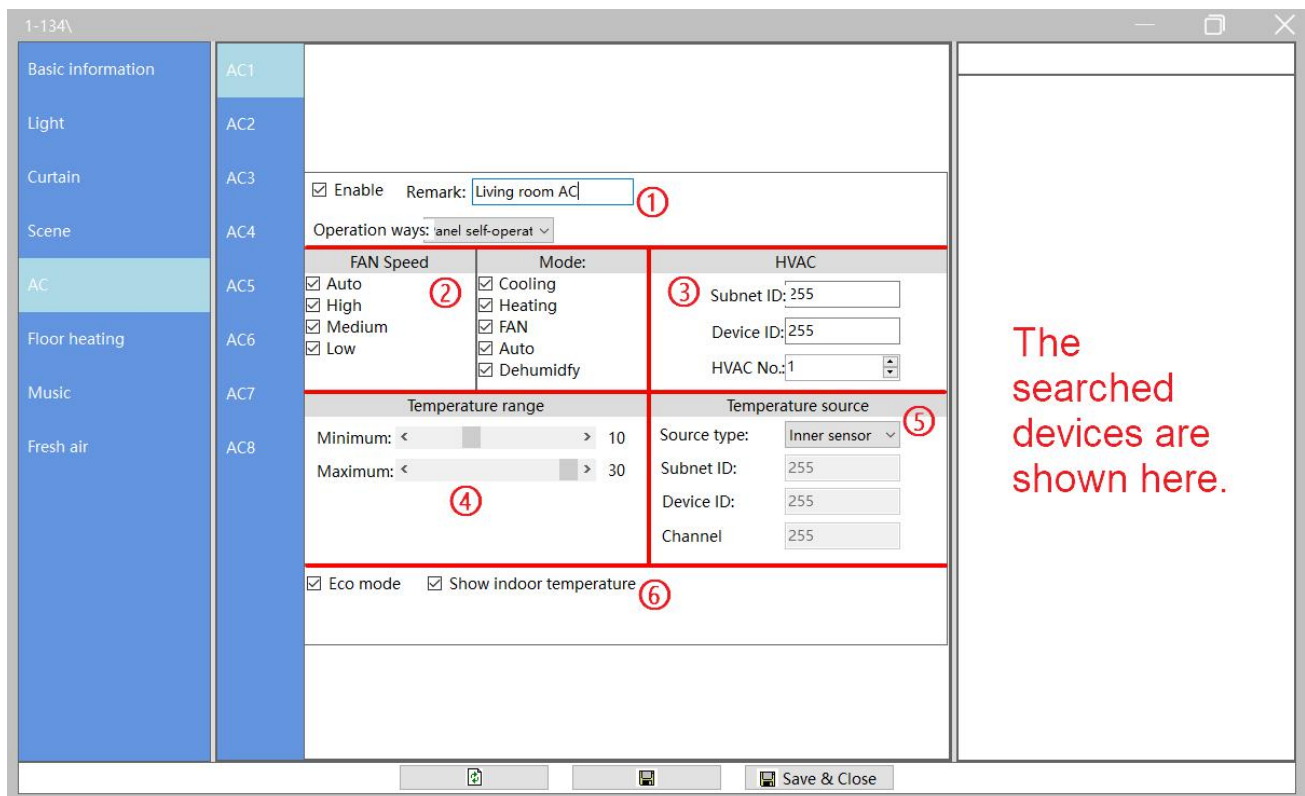 1-134\
Basic information
Light
Curtain
Scene
AC
Floor heating
Music
Fresh air
AC1
AC2
AC3
AC4
AC5
AC6
AC7
AC8
Enable Remark: Living room AC ①
Operation ways: anel self-operat
FAN Speed
②
Auto
High
Medium
Low
Mode:
Cooling
Heating
FAN
Auto
Dehumidfy
HVAC
③ Subnet ID: 255
Device ID: 255
HVAC No.: 1
Temperature range
Minimum: < > 10
Maximum: < > 30
④
Temperature source
⑤
Source type: Inner sensor
Subnet ID: 255
Device ID: 255
Channel 255
Eco mode Show indoor temperature ⑥
The
searched
devices are
shown here.
Save & Close